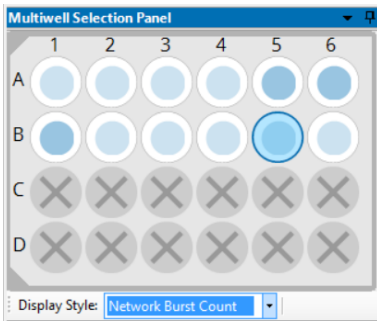 Multiwell Selection Panel
1 2 3 4 5 6
A
B
C
D
Display Style: Network Burst Count